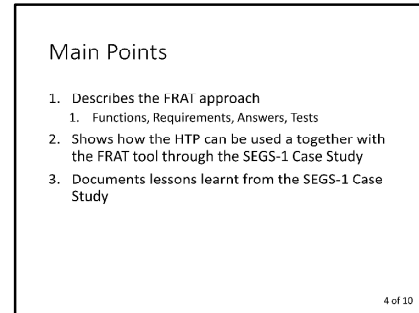 Main Points
1. Describes the FRAT approach
1. Functions, Requirements, Answers, Tests
2. Shows how the HTP can be used a together with
the FRAT tool through the SEGS-1 Case Study
3. Documents lessons learnt from the SEGS-1 Case
Study
4 of 10